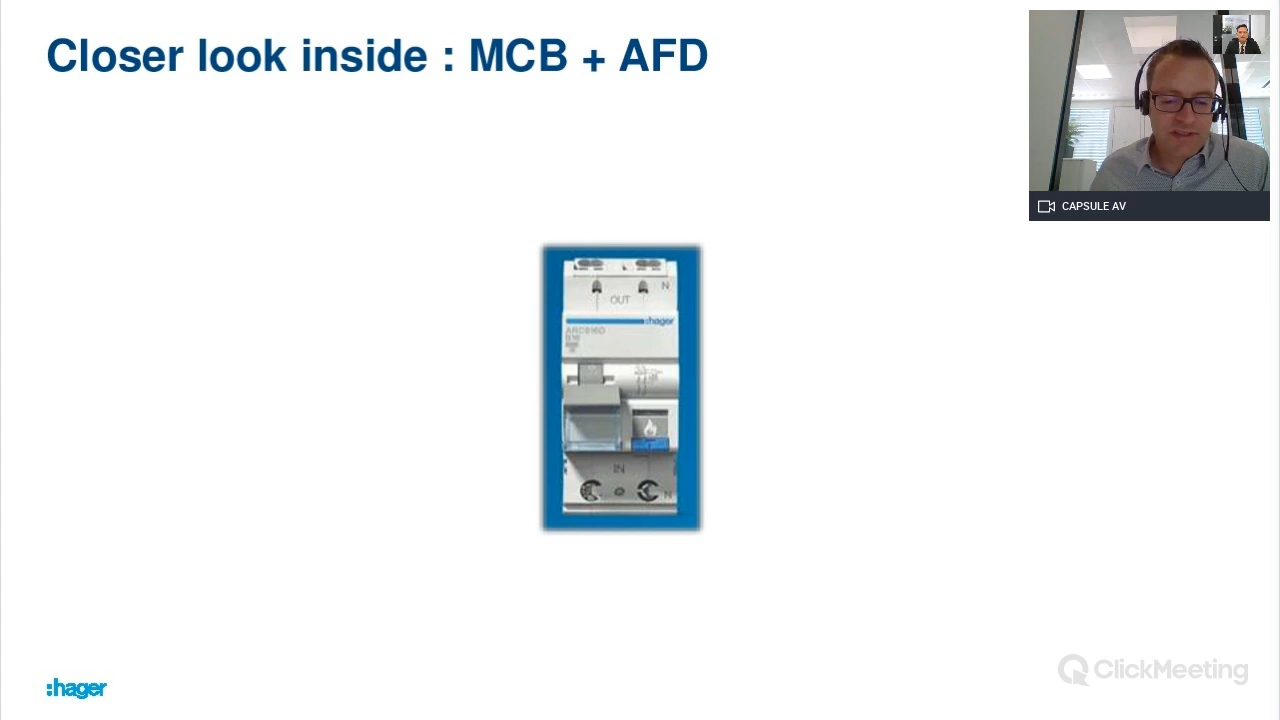 Closer look inside : MCB + AFD
CAPSULE AV
N
OUT
:hager
IN
N
:hager
ClickMeeting